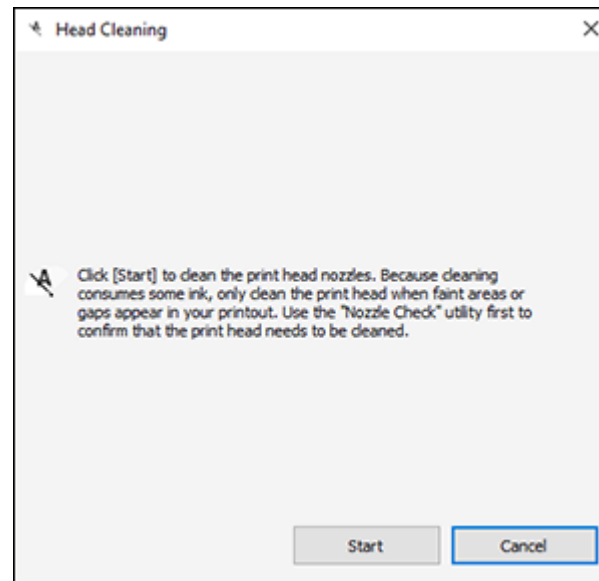 Head Cleaning
Click [Start] to clean the print head nozzles. Because cleaning
consumes some ink, only clean the print head when faint areas or
gaps appear in your printout. Use the "Nozzle Check" utility first to
confirm that the print head needs to be cleaned.
Start
Cancel